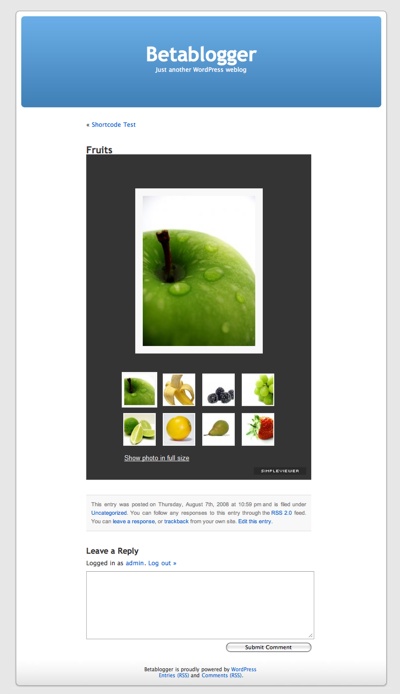 Betablogger
Just another WordPress weblog
« Shortcode Test
Fruits
Show photo in full size
SIMPLEVIEWER
This entry was posted on Thursday, August 7th, 2008 at 10:59 pm and is filed under
Uncategorized. You can follow any responses to this entry through the RSS 2.0 feed.
You can leave a response, or trackback from your own site. Edit this entry.
Leave a Reply
Logged in as admin. Log out »
Submit Comment
Betablogger is proudly powered by WordPress
Entries (RSS) and Comments (RSS).